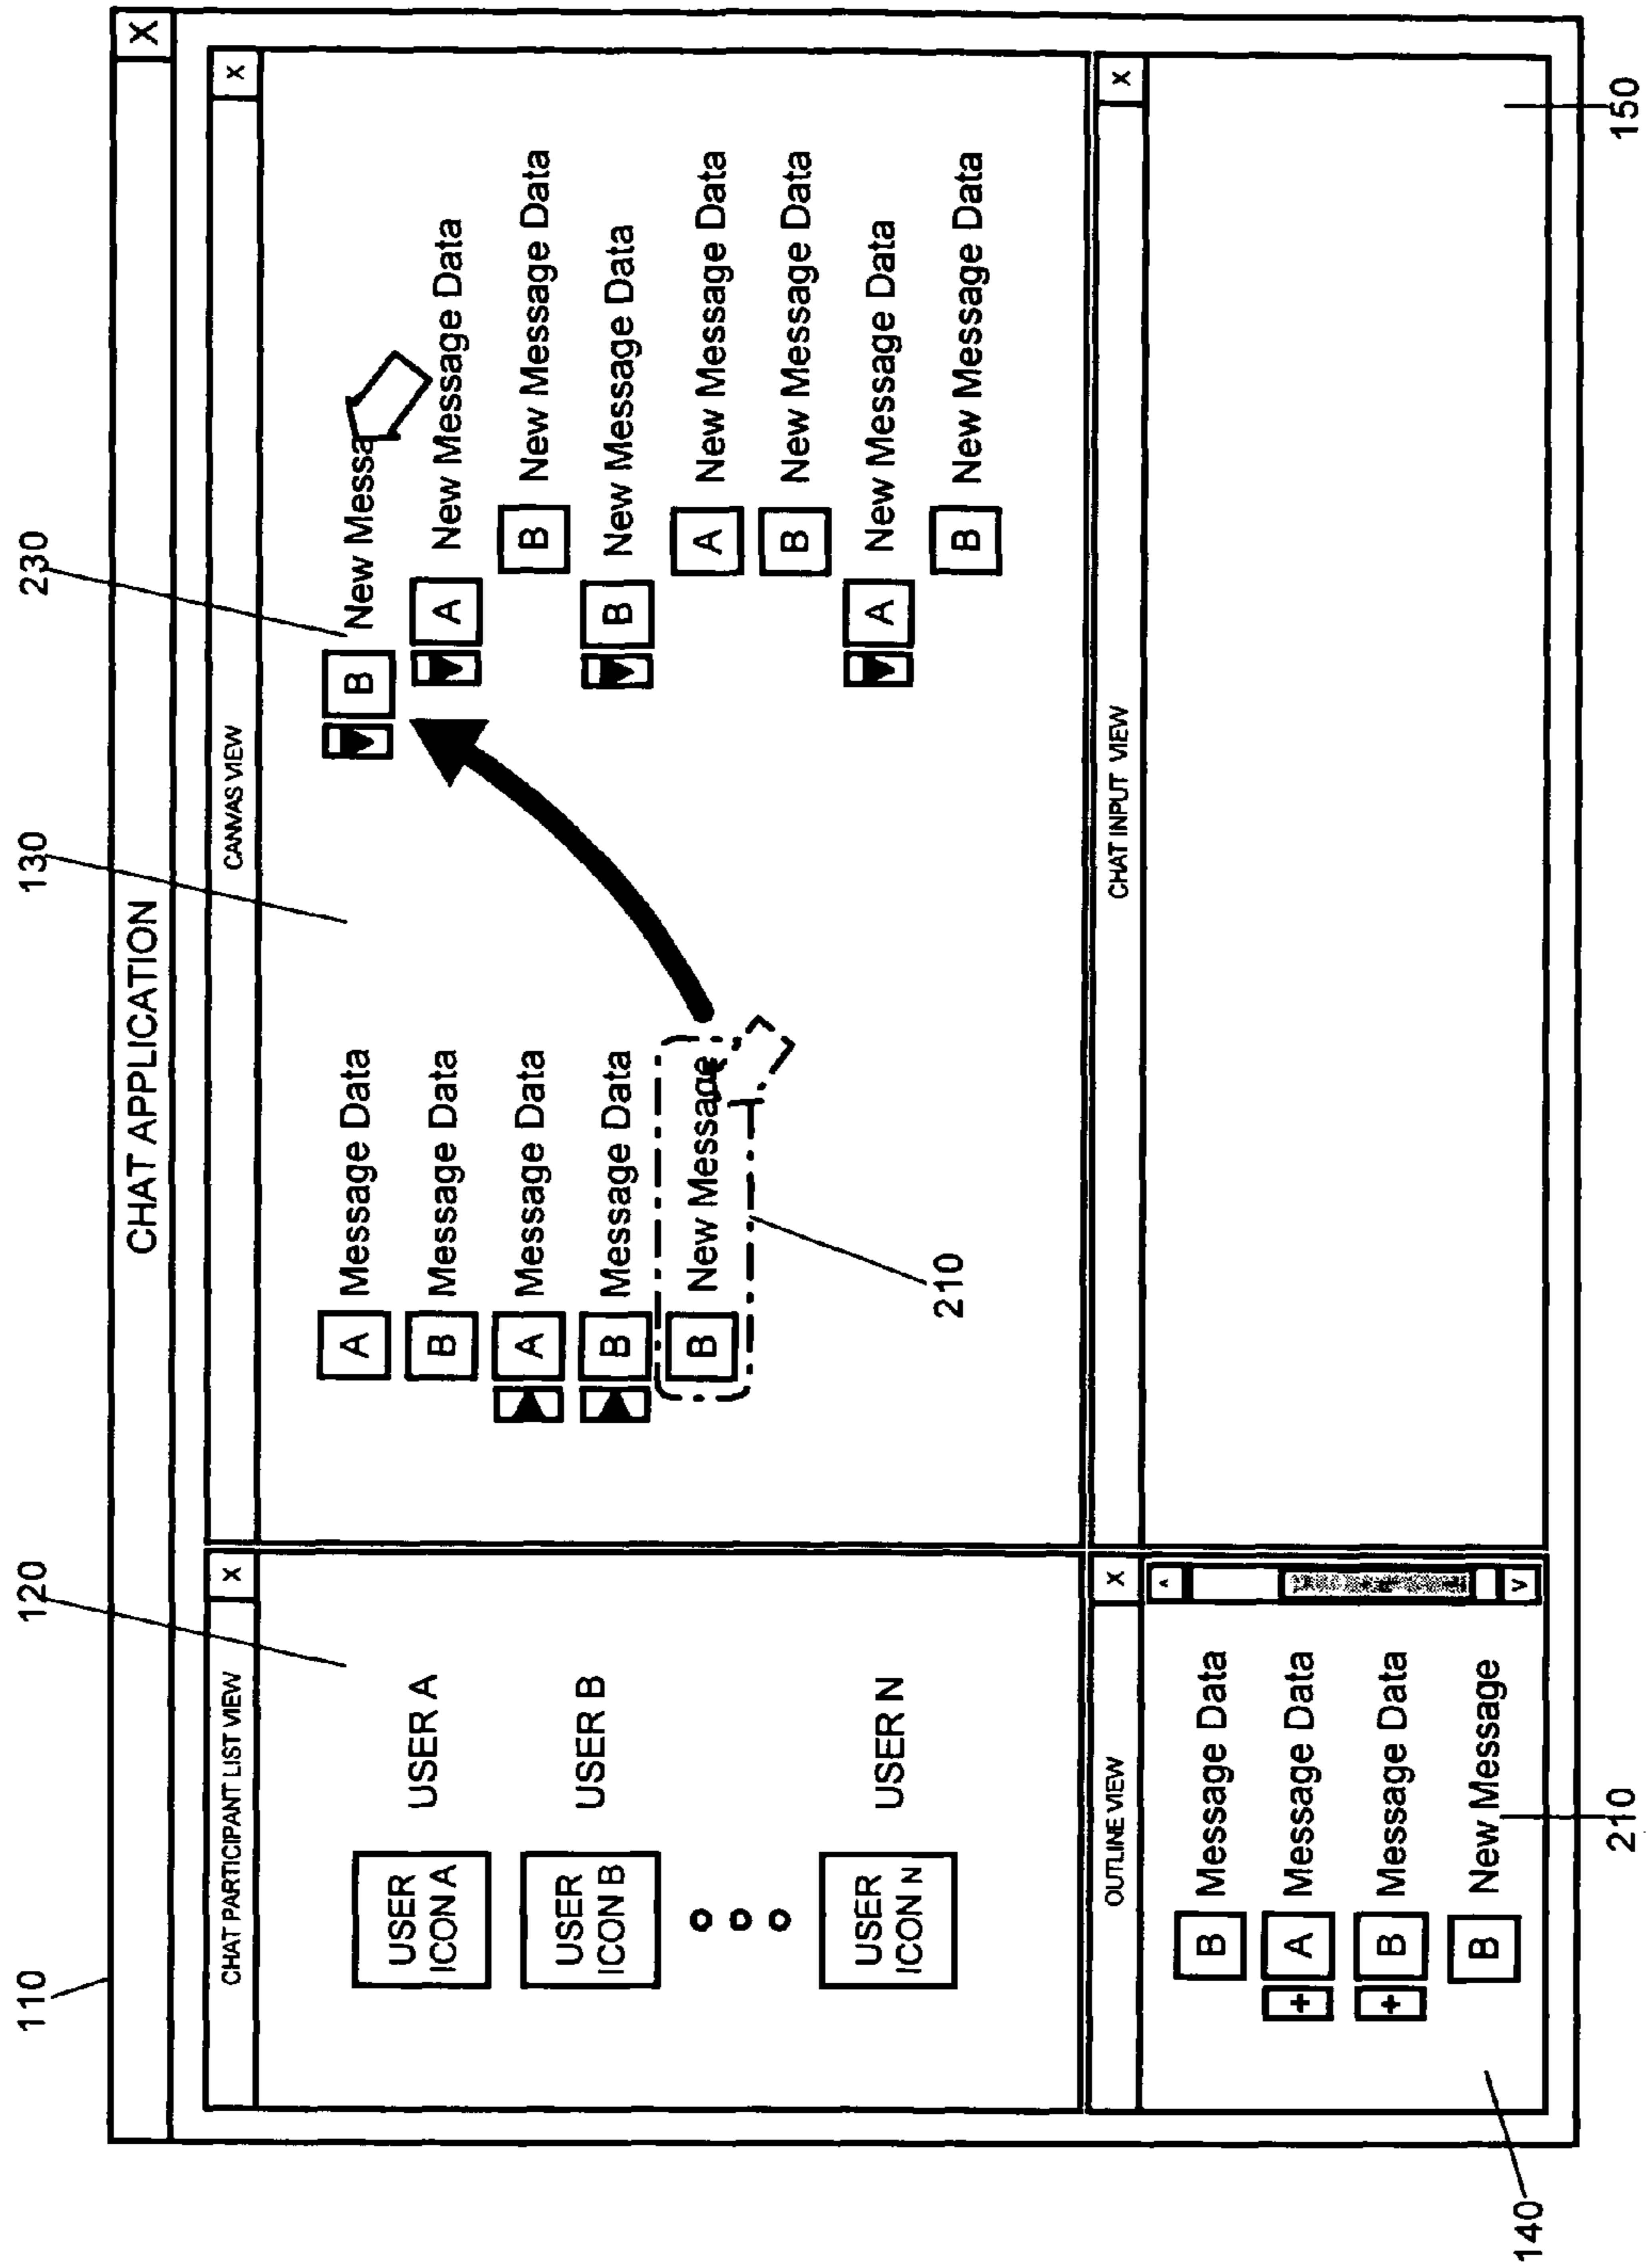 110
120
130
230
CHAT APPLICATION
X
CHAT PARTICIPANT LIST VIEW
X
USER
ICON A
USER A
USER
ICON B
USER B
USER
ICON N
USER N
CANVAS VIEW
X
A Message Data
B Message Data
A Message Data
B Message Data
B New Message
210
B New Messa
A New Message Data
B New Message Data
B New Message Data
A New Message Data
B New Message Data
A New Message Data
B New Message Data
OUTLINE VIEW
X
B Message Data
+ A Message Data
+ B Message Data
B New Message
CHAT INPUT VIEW
X
140
210
150